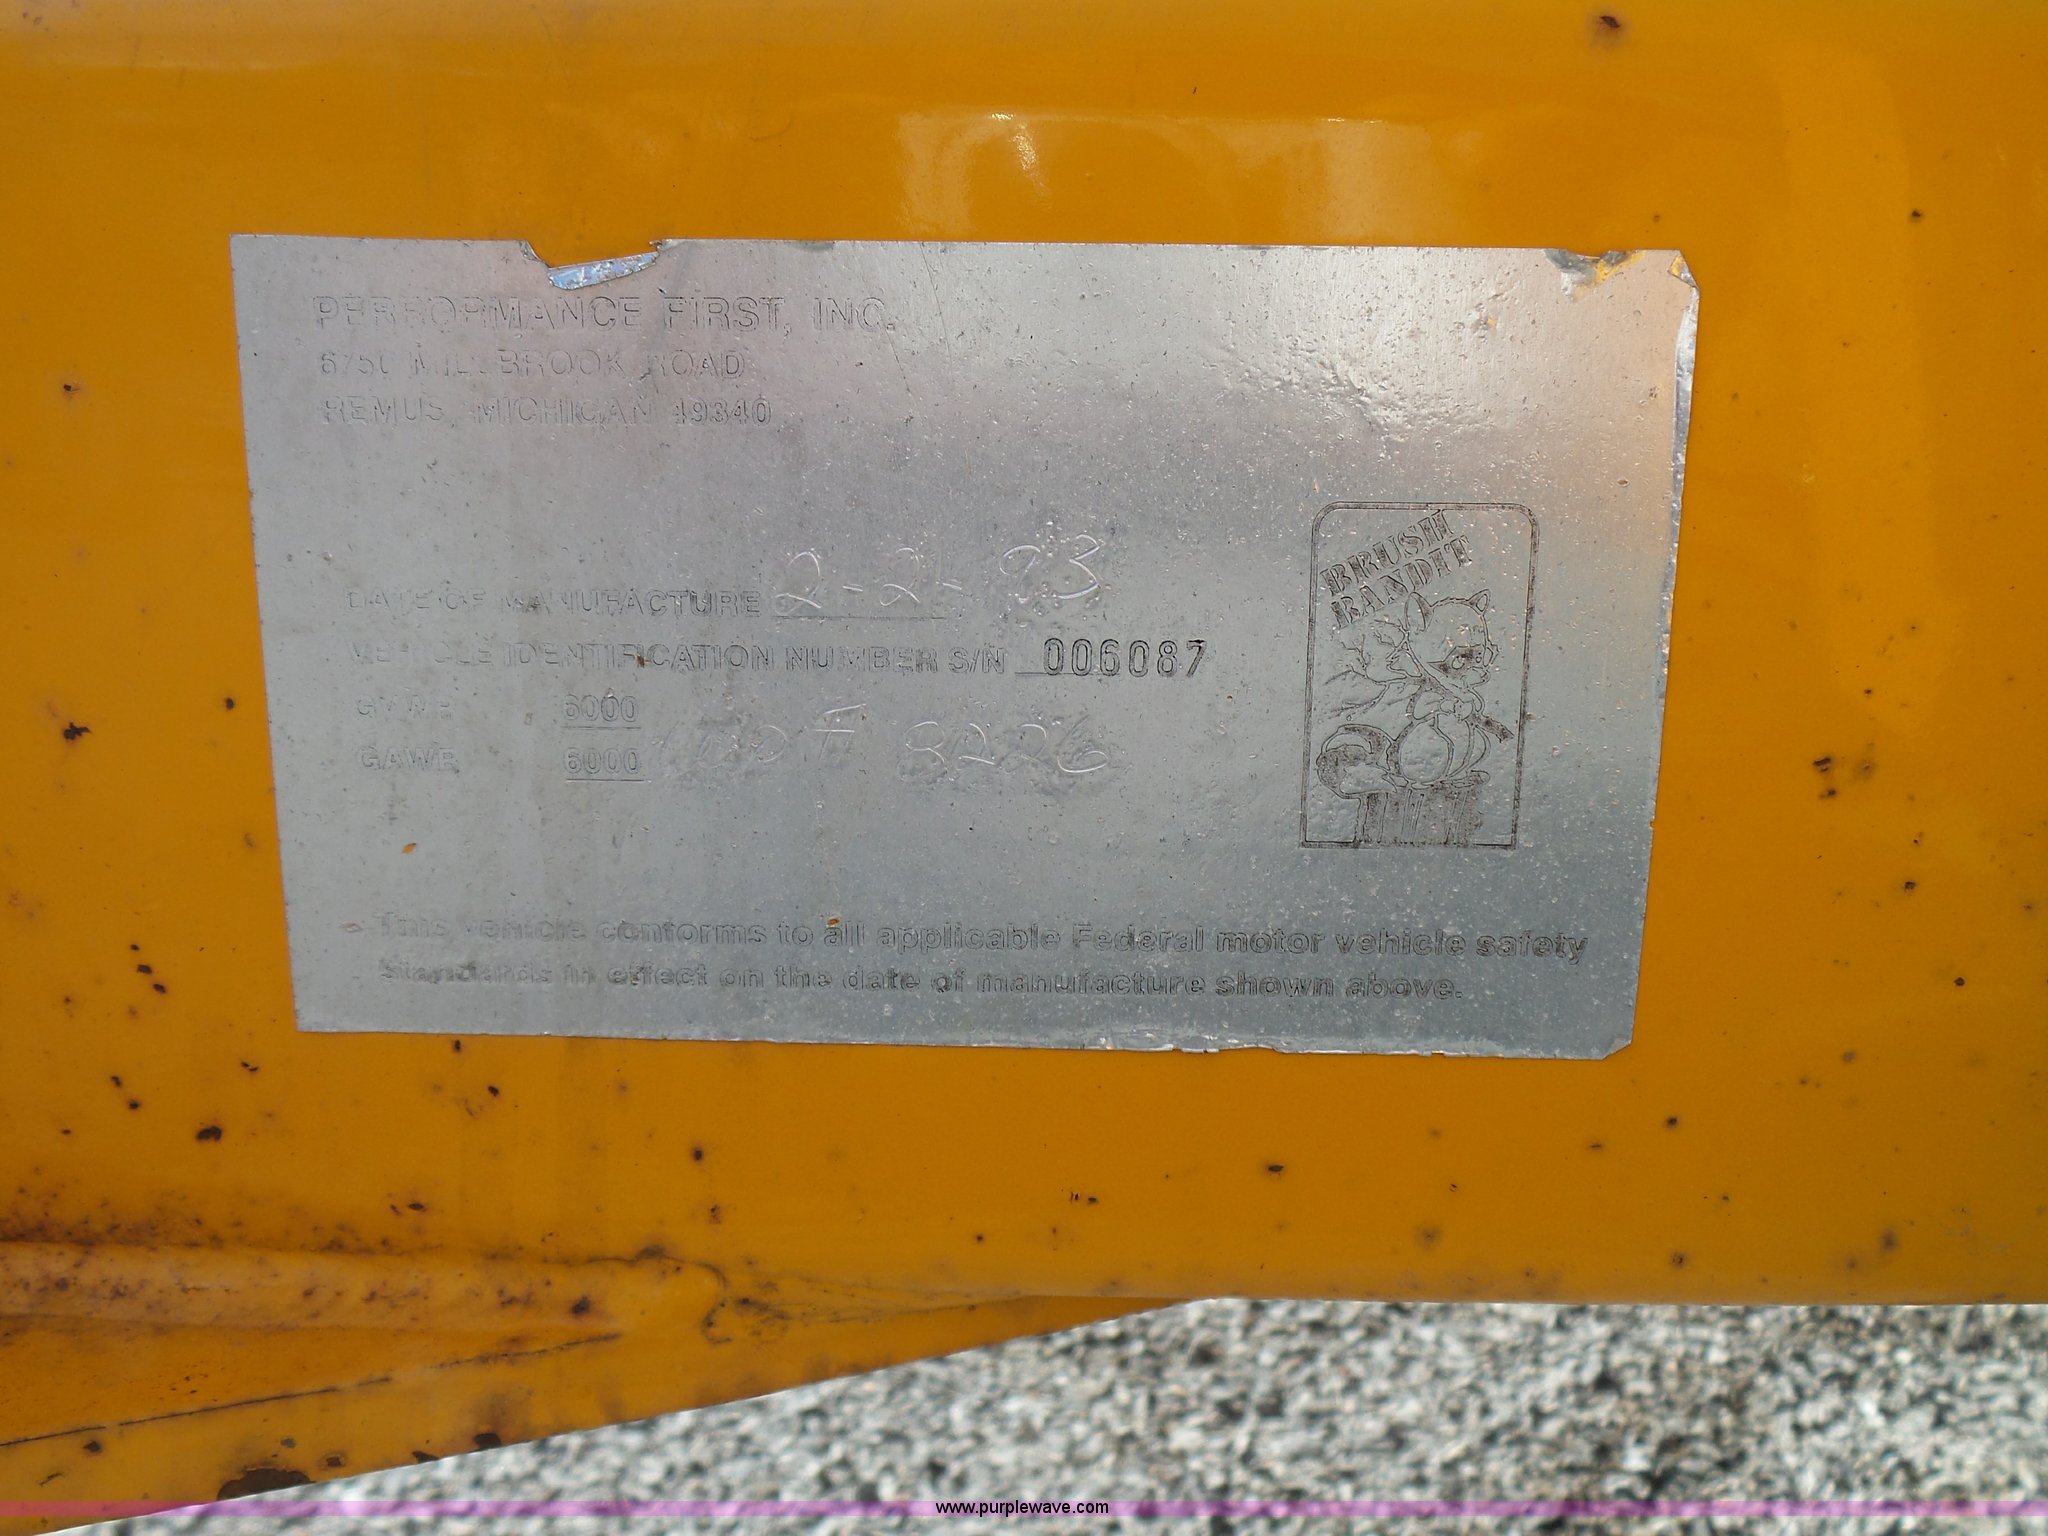 PERFORMANCE FIRST, INC.
6750 MILLBROOK ROAD
REMUS, MICHIGAN 49340
BRUSH
BANDIT
DATE OF MANUFACTURE 2-2-93
VEHICLE IDENTIFICATION NUMBER S/N 006087
GVWR 6000
GAWR 6000
This vehicle conforms to all applicable Federal motor vehicle safety
standards in effect on the date of manufacture shown above.
www.purplewave.com